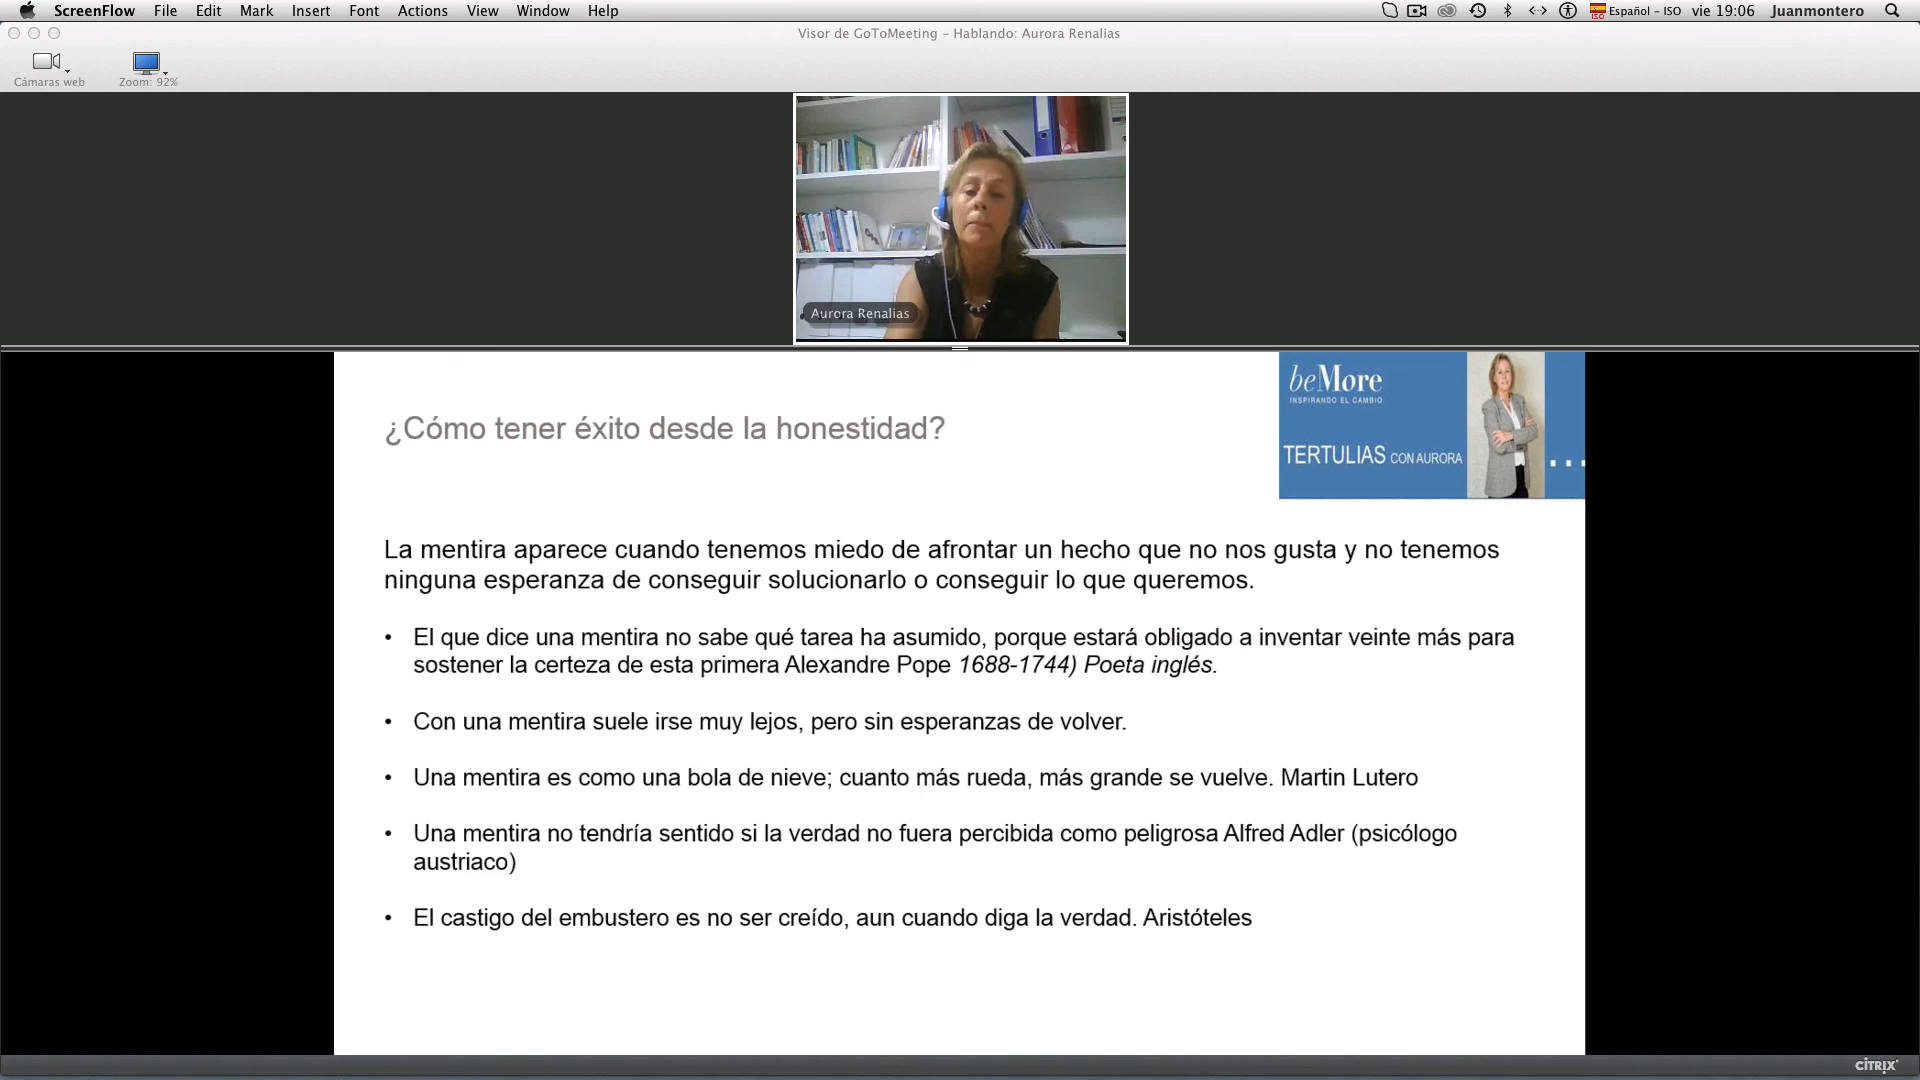 ScreenFlow File Edit Mark Insert Font Actions View Window Help Español – ISO vie 19:06 Juanmontero
Visor de GoToMeeting – Hablando: Aurora Renalias
Cámaras web Zoom: 92%
Aurora Renalias
beMore
INSPIRANDO EL CAMBIO
TERTULIAS CON AURORA
...
¿Cómo tener éxito desde la honestidad?
La mentira aparece cuando tenemos miedo de afrontar un hecho que no nos gusta y no tenemos
ninguna esperanza de conseguir solucionarlo o conseguir lo que queremos.
• El que dice una mentira no sabe qué tarea ha asumido, porque estará obligado a inventar veinte más para
sostener la certeza de esta primera Alexandre Pope 1688-1744) Poeta inglés.
• Con una mentira suele irse muy lejos, pero sin esperanzas de volver.
• Una mentira es como una bola de nieve; cuanto más rueda, más grande se vuelve. Martin Lutero
• Una mentira no tendría sentido si la verdad no fuera percibida como peligrosa Alfred Adler (psicólogo
austriaco)
• El castigo del embustero es no ser creído, aun cuando diga la verdad. Aristóteles
CITRIX